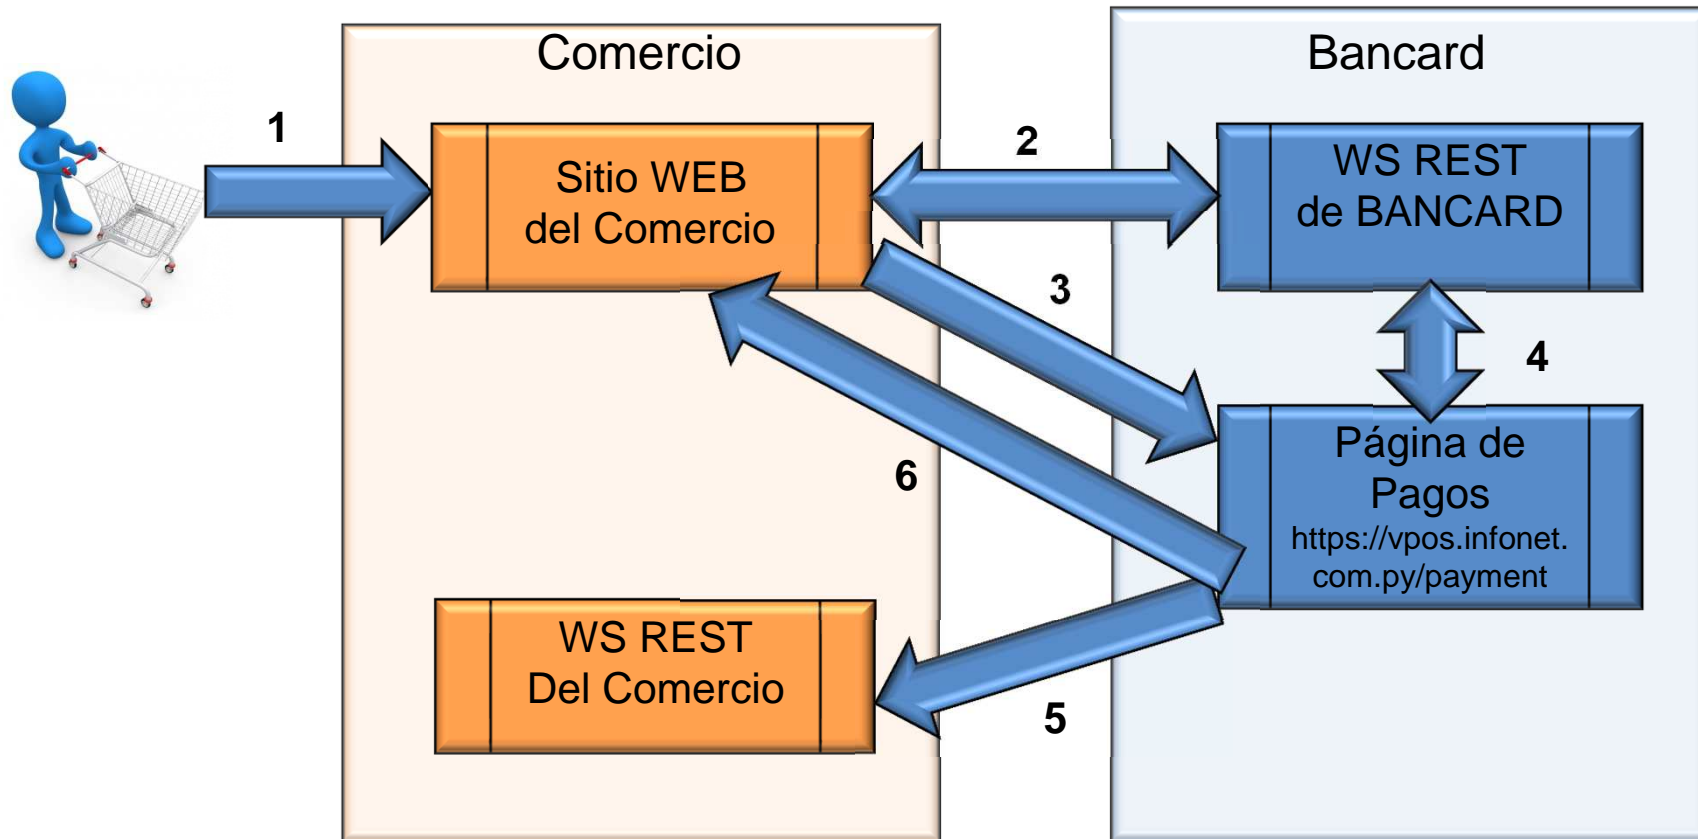 Comercio
Bancard
1
Sitio WEB
del Comercio
2
WS REST
de BANCARD
3
4
Página de
Pagos
https://vpos.infonet.
com.py/payment
6
WS REST
Del Comercio
5